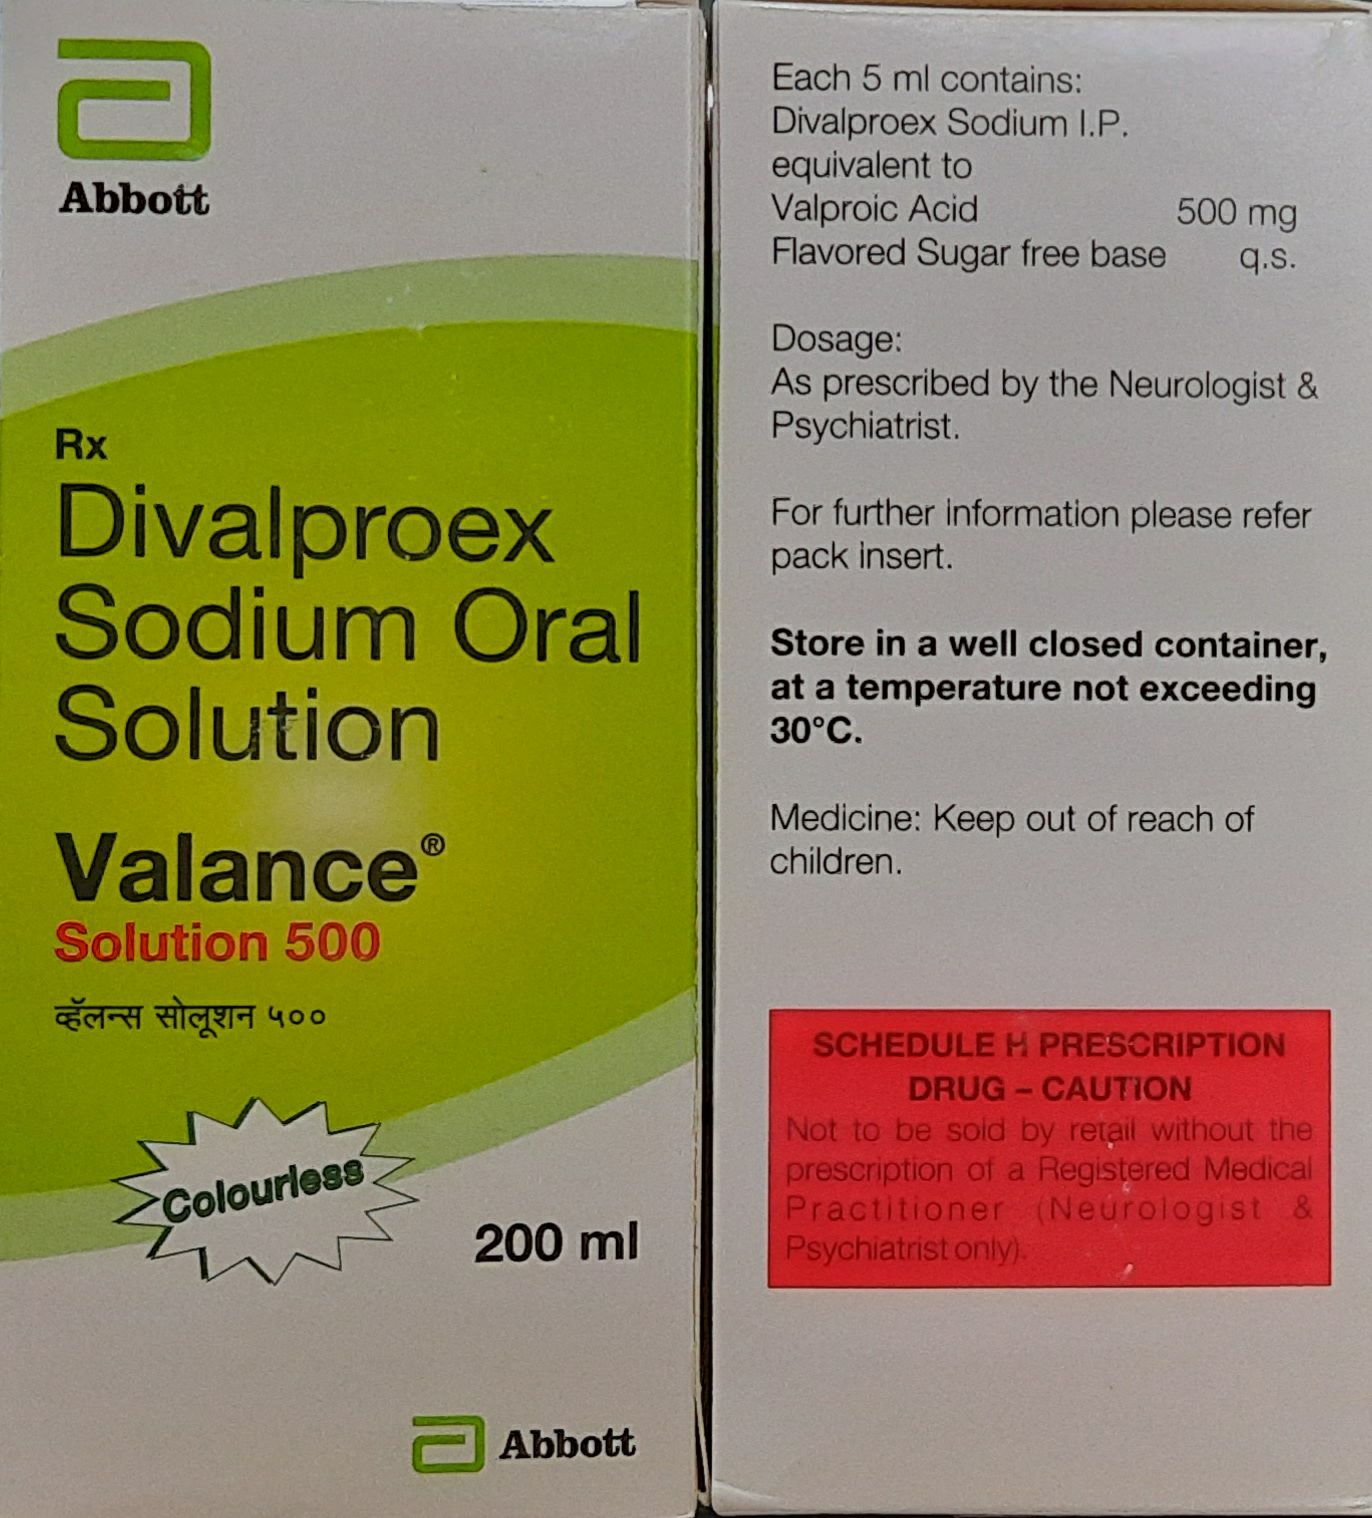 Abbott
Rx
Divalproex
Sodium Oral
Solution
Valance®
Solution 500
व्हॅलन्स सोलूशन ५००
Colourless
200 ml
Abbott
Each 5 ml contains:
Divalproex Sodium I.P.
equivalent to
Valproic Acid 500 mg
Flavored Sugar free base q.s.
Dosage:
As prescribed by the Neurologist &
Psychiatrist.
For further information please refer
pack insert.
Store in a well closed container,
at a temperature not exceeding
30°C.
Medicine: Keep out of reach of
children.
SCHEDULE H PRESCRIPTION
DRUG – CAUTION
Not to be sold by retail without the
prescription of a Registered Medical
Practitioner (Neurologist &
Psychiatrist only).